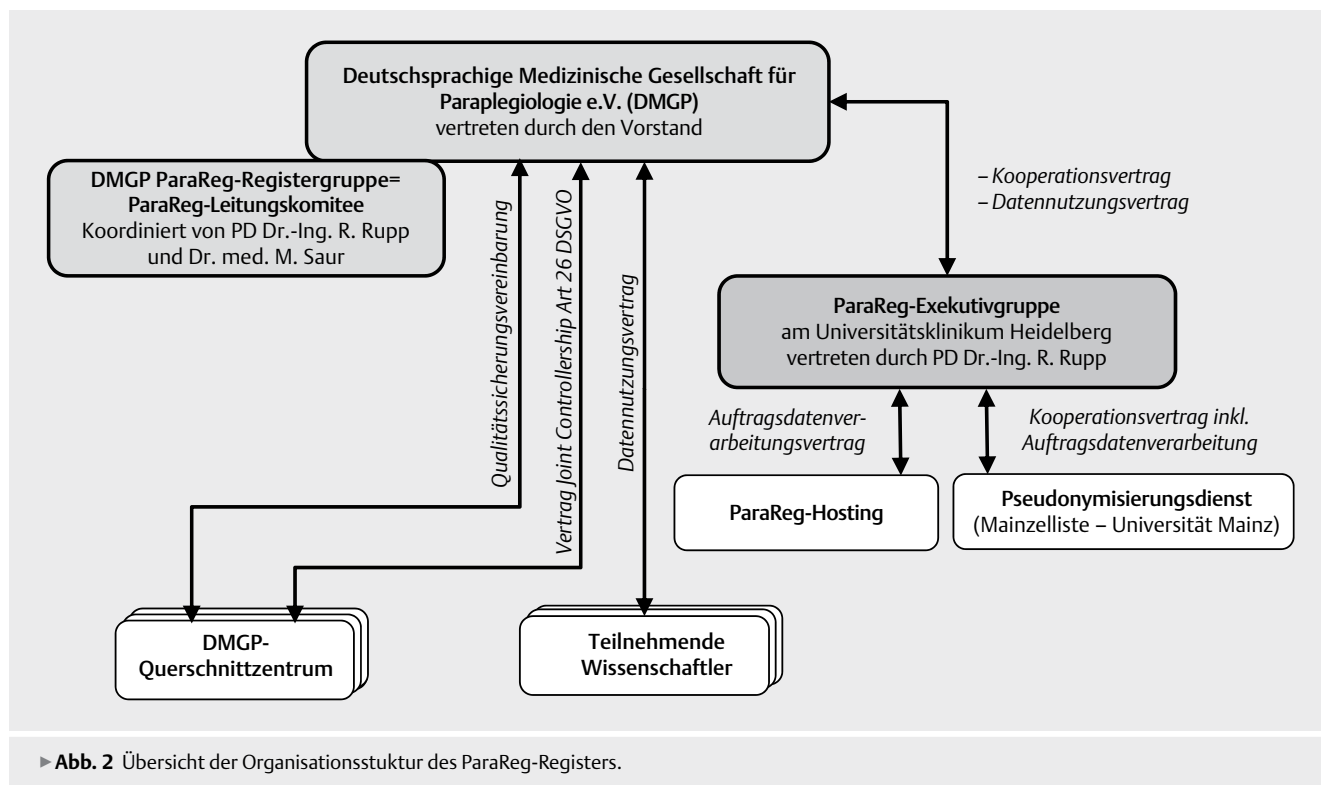 Deutschsprachige Medizinische Gesellschaft für
Paraplegiologie e.V. (DMGP)
vertreten durch den Vorstand
DMGP ParaReg-Registergruppe=
ParaReg-Leitungskomitee
Koordiniert von PD Dr.-Ing. R. Rupp
und Dr. med. M. Saur
– Kooperationsvertrag
– Datennutzungsvertrag
Qualitätssicherungsvereinbarung
Vertrag Joint Controllership Art 26 DSGVO
Datennutzungsvertrag
ParaReg-Exekutivgruppe
am Universitätsklinikum Heidelberg
vertreten durch PD Dr.-Ing. R. Rupp
Auftragsdatenver-
arbeitungsvertrag
Kooperationsvertrag inkl.
Auftragsdatenverarbeitung
ParaReg-Hosting
Pseudonymisierungsdienst
(Mainzelliste – Universität Mainz)
DMGP-
Querschnittzentrum
Teilnehmende
Wissenschaftler
▶ Abb. 2 Übersicht der Organisationsstuktur des ParaReg-Registers.